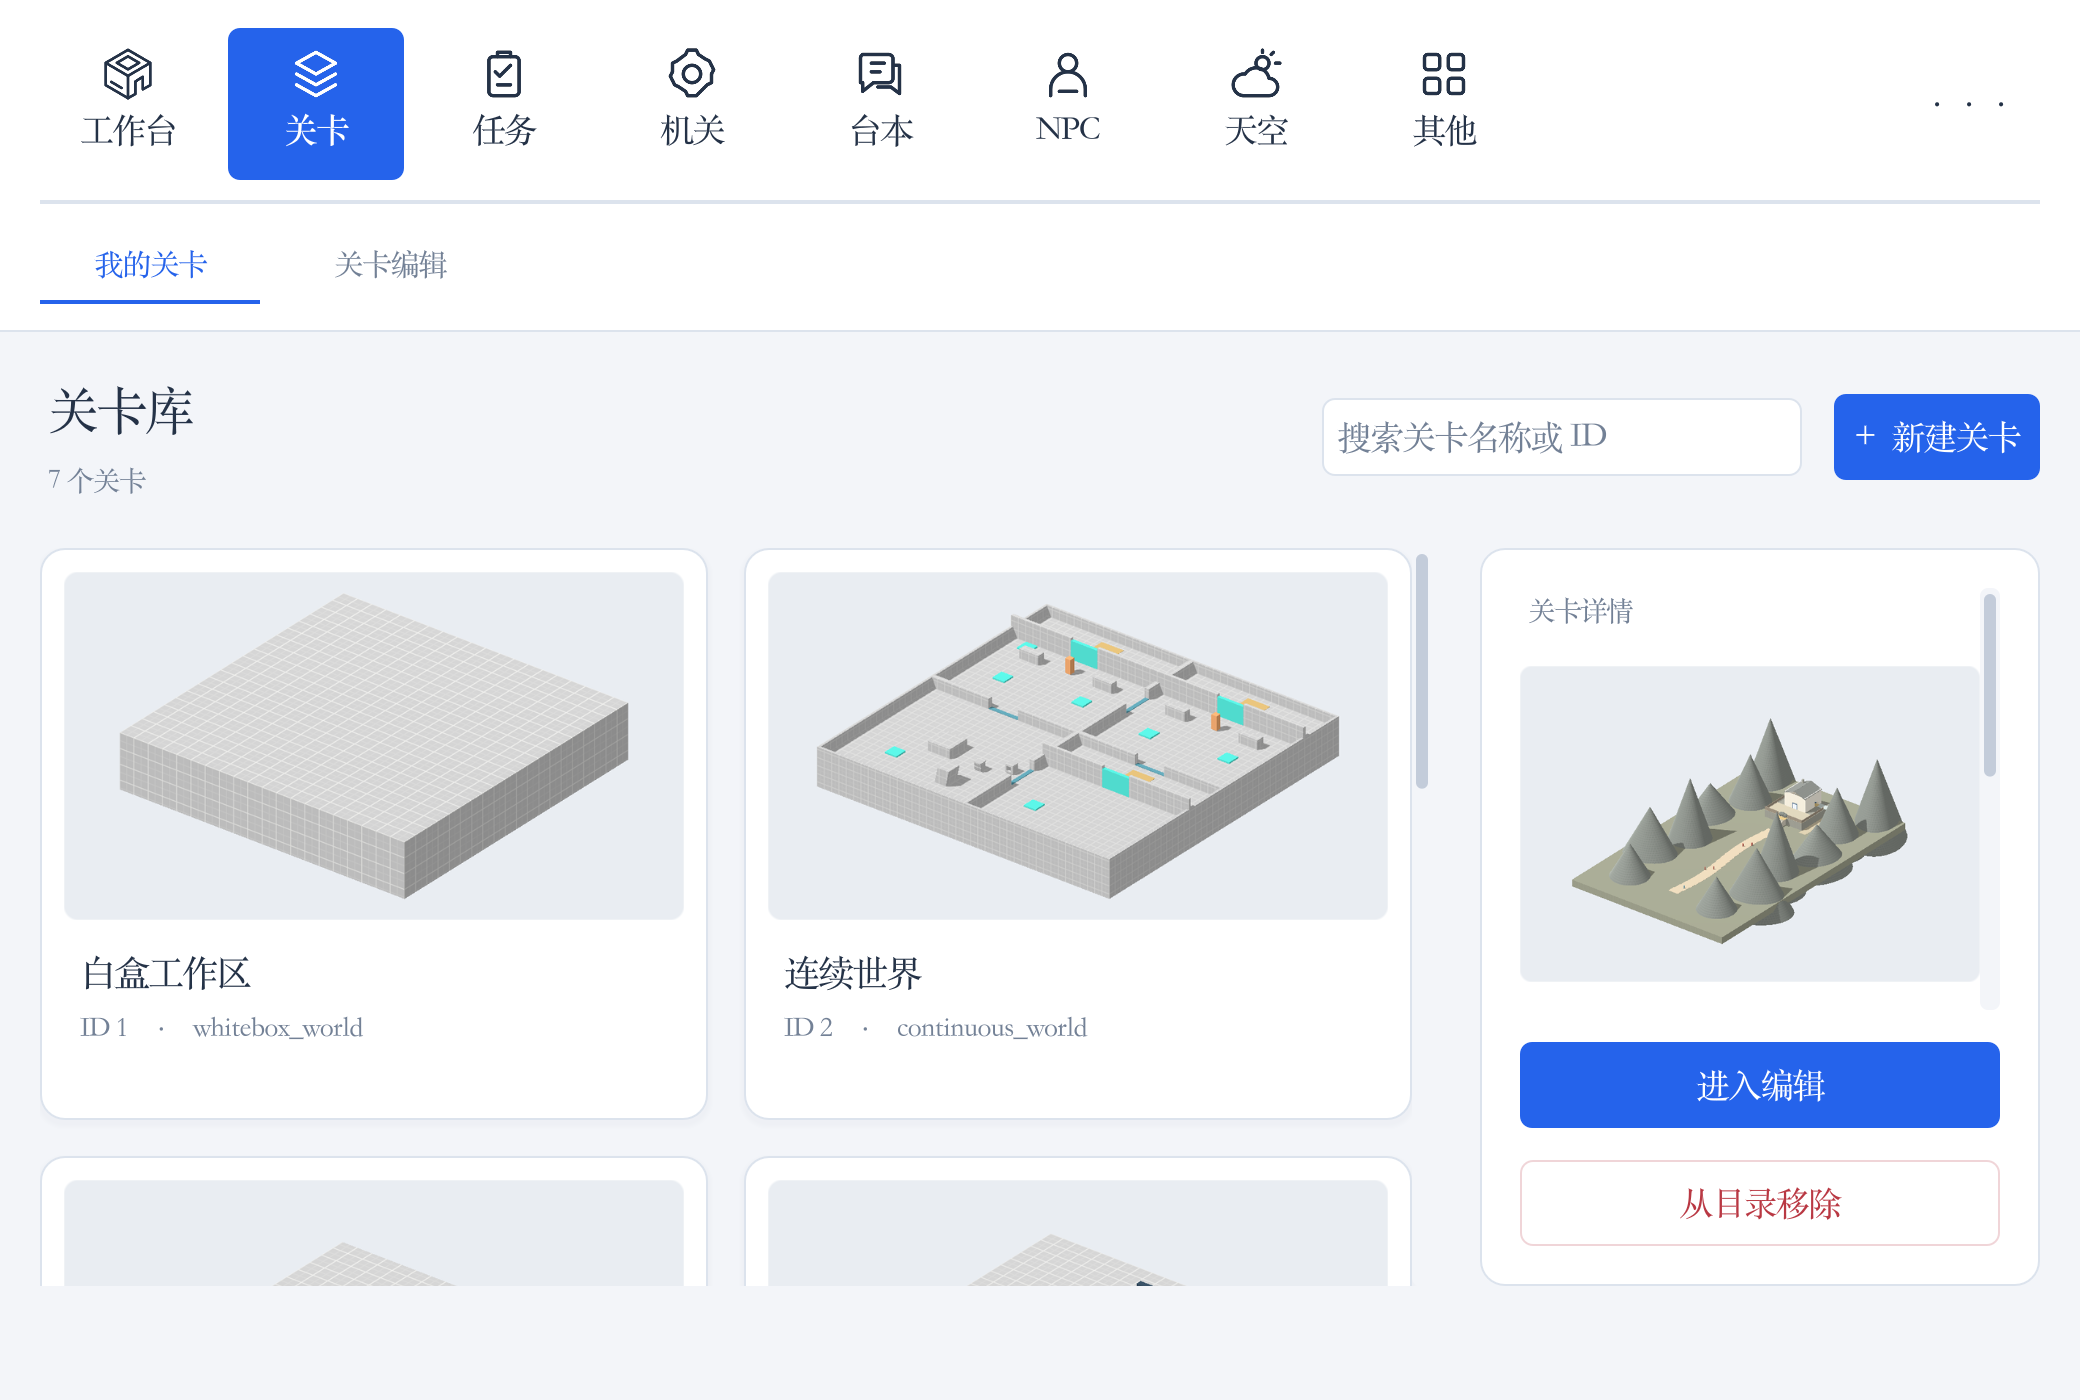 工作台
关卡
任务
机关
台本
NPC
天空
其他
· · ·
我的关卡
关卡编辑
关卡库
7 个关卡
搜索关卡名称或 ID
+ 新建关卡
白盒工作区
ID 1 · whitebox_world
连续世界
ID 2 · continuous_world
关卡详情
进入编辑
从目录移除